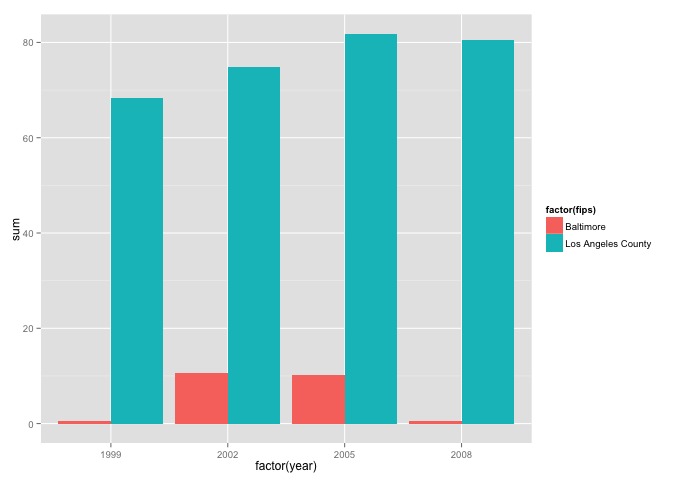 80
60
40
20
0
sum
1999
2002
2005
2008
factor(year)
factor(fips)
Baltimore
Los Angeles County